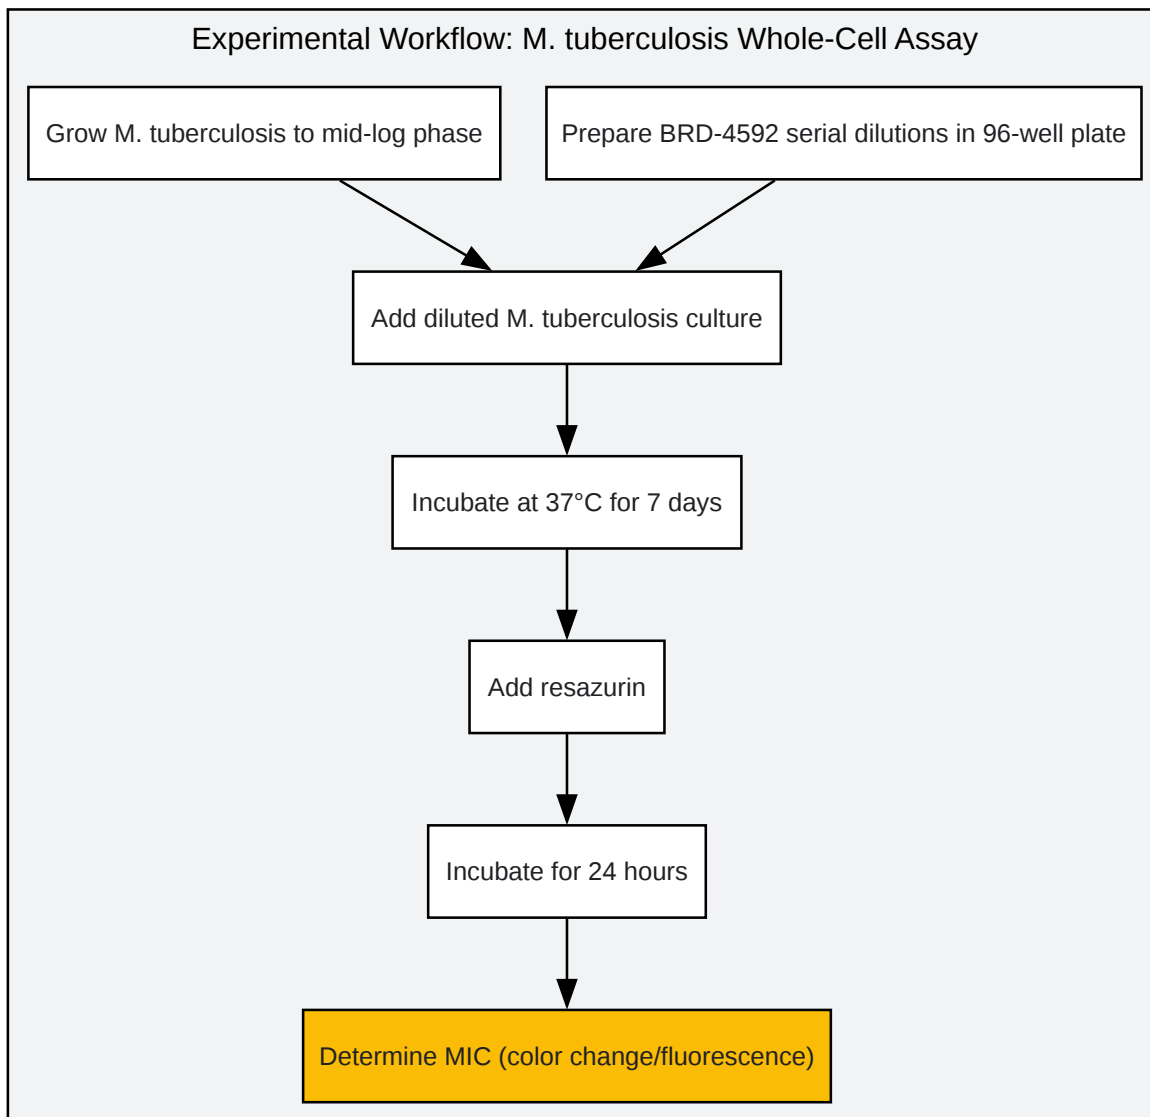 Experimental Workflow: M. tuberculosis Whole-Cell Assay
Grow M. tuberculosis to mid-log phase
Prepare BRD-4592 serial dilutions in 96-well plate
Add diluted M. tuberculosis culture
Incubate at 37°C for 7 days
Add resazurin
Incubate for 24 hours
Determine MIC (color change/fluorescence)